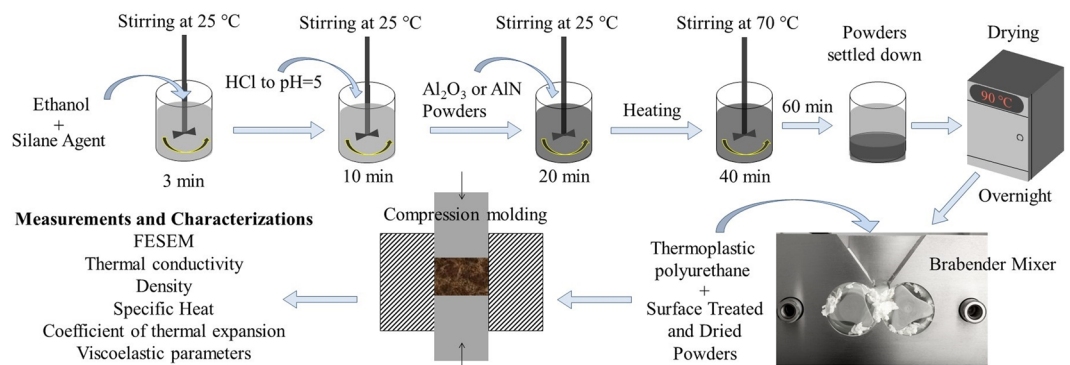 Stirring at 25 °C
Stirring at 25 °C
Stirring at 25 °C
Stirring at 70 °C
Powders
settled down
Drying
HCl to pH=5
Al₂O₃ or AlN
Powders
90 ℃
Ethanol
+
Silane Agent
Heating
60 min
3 min
10 min
20 min
40 min
Overnight
Measurements and Characterizations
FESEM
Thermal conductivity
Density
Specific Heat
Coefficient of thermal expansion
Viscoelastic parameters
Compression molding
Thermoplastic
polyurethane
+
Surface Treated
and Dried
Powders
Brabender Mixer